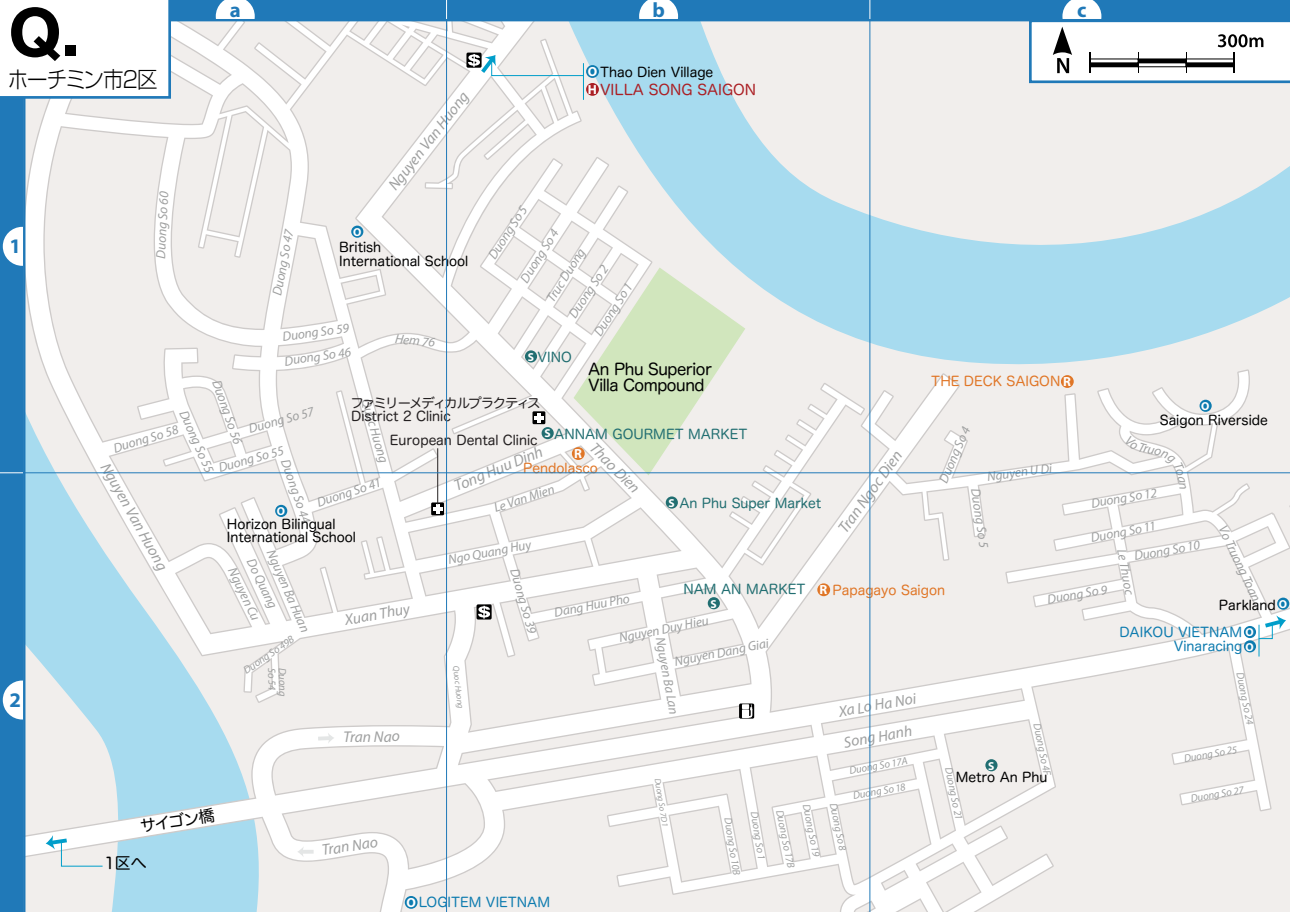 a
b
c
Q.
ホーチミン市2区
N
300m
$
Thao Dien Village
H VILLA SONG SAIGON
Nguyen Van Huong
1
Duong So 60
Duong So 47
British
International School
Duong So 5
Duong So 4
Truc Duong
Duong So 2
Duong So 1
Duong So 59
Duong So 46
Hem 76
S VINO
An Phu Superior
Villa Compound
THE DECK SAIGON R
Saigon Riverside
ファミリーメディカルプラクティス
District 2 Clinic
European Dental Clinic
S ANNAM GOURMET MARKET
R
Pendolasco
Thao Dien
Duong So 58
Duong So 56
Duong So 57
Duong So 55
Duong So 55
Tong Huu Dinh
Duong So 41
Le Van Mien
Nguyen Van Huong
Horizon Bilingual
International School
S An Phu Super Market
Tran Ngoc Dien
Duong So 4
Nguyen U Di
Vo Truong Toan
Duong So 5
Duong So 12
Duong So 11
Duong So 10
Duong So 9
Le Thuoc
Vo Truong Toan
Nguyen Cu
Do Quang
Nguyen Ba Huan
Ngo Quang Huy
Duong So 39
Xuan Thuy
$
Dang Huu Pho
Nguyen Duy Hieu
Nguyen Dang Giai
Nguyen Ba Lan
NAM AN MARKET
S
R Papagayo Saigon
Parkland
DAIKOU VIETNAM
Vinaracing
Duong So 49B
Duong
So 54
Quoc Huong
2
Tran Nao
Xa Lo Ha Noi
Song Hanh
Duong So 17A
Duong So 18
Duong So 21
S
Metro An Phu
Duong So 24
Duong So 25
Duong So 27
Duong So 10B
Duong So 1
Duong So 17B
Duong So 19
Duong So 8
サイゴン橋
1区へ
Tran Nao
LOGITEM VIETNAM